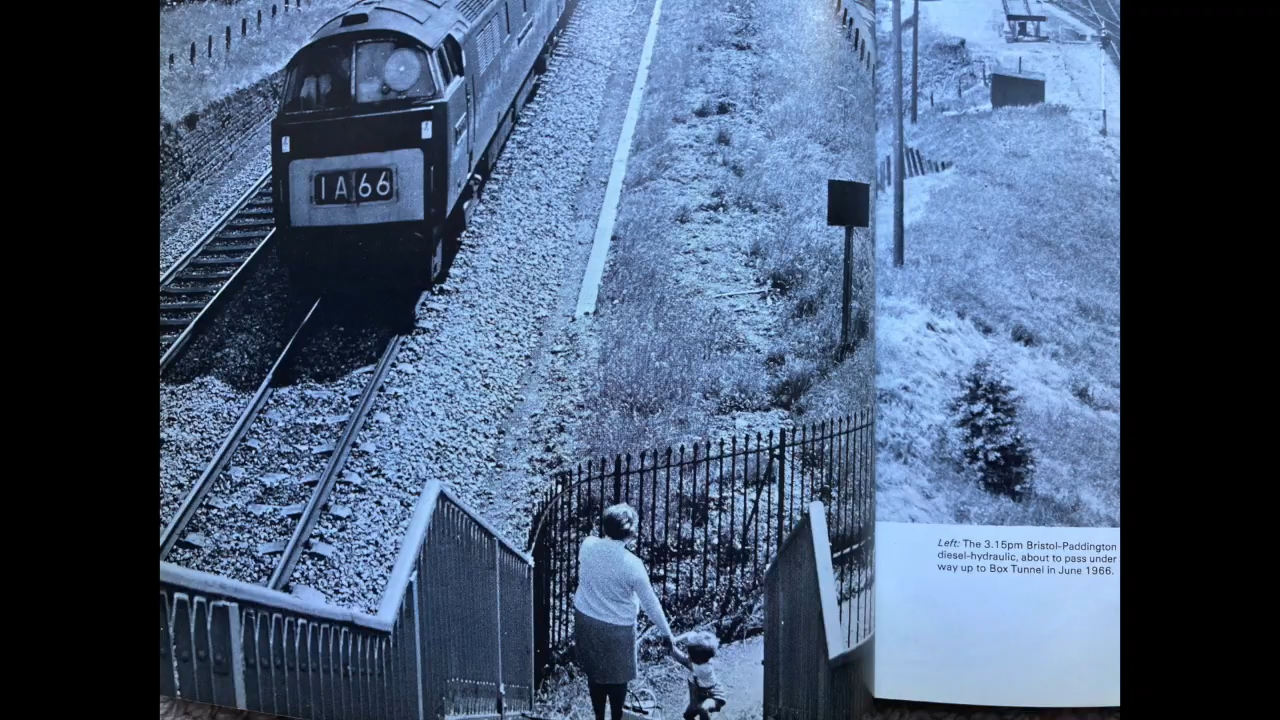 1A66
Left: The 3.15pm Bristol–Paddington
diesel-hydraulic, about to pass under
way up to Box Tunnel in June 1966.